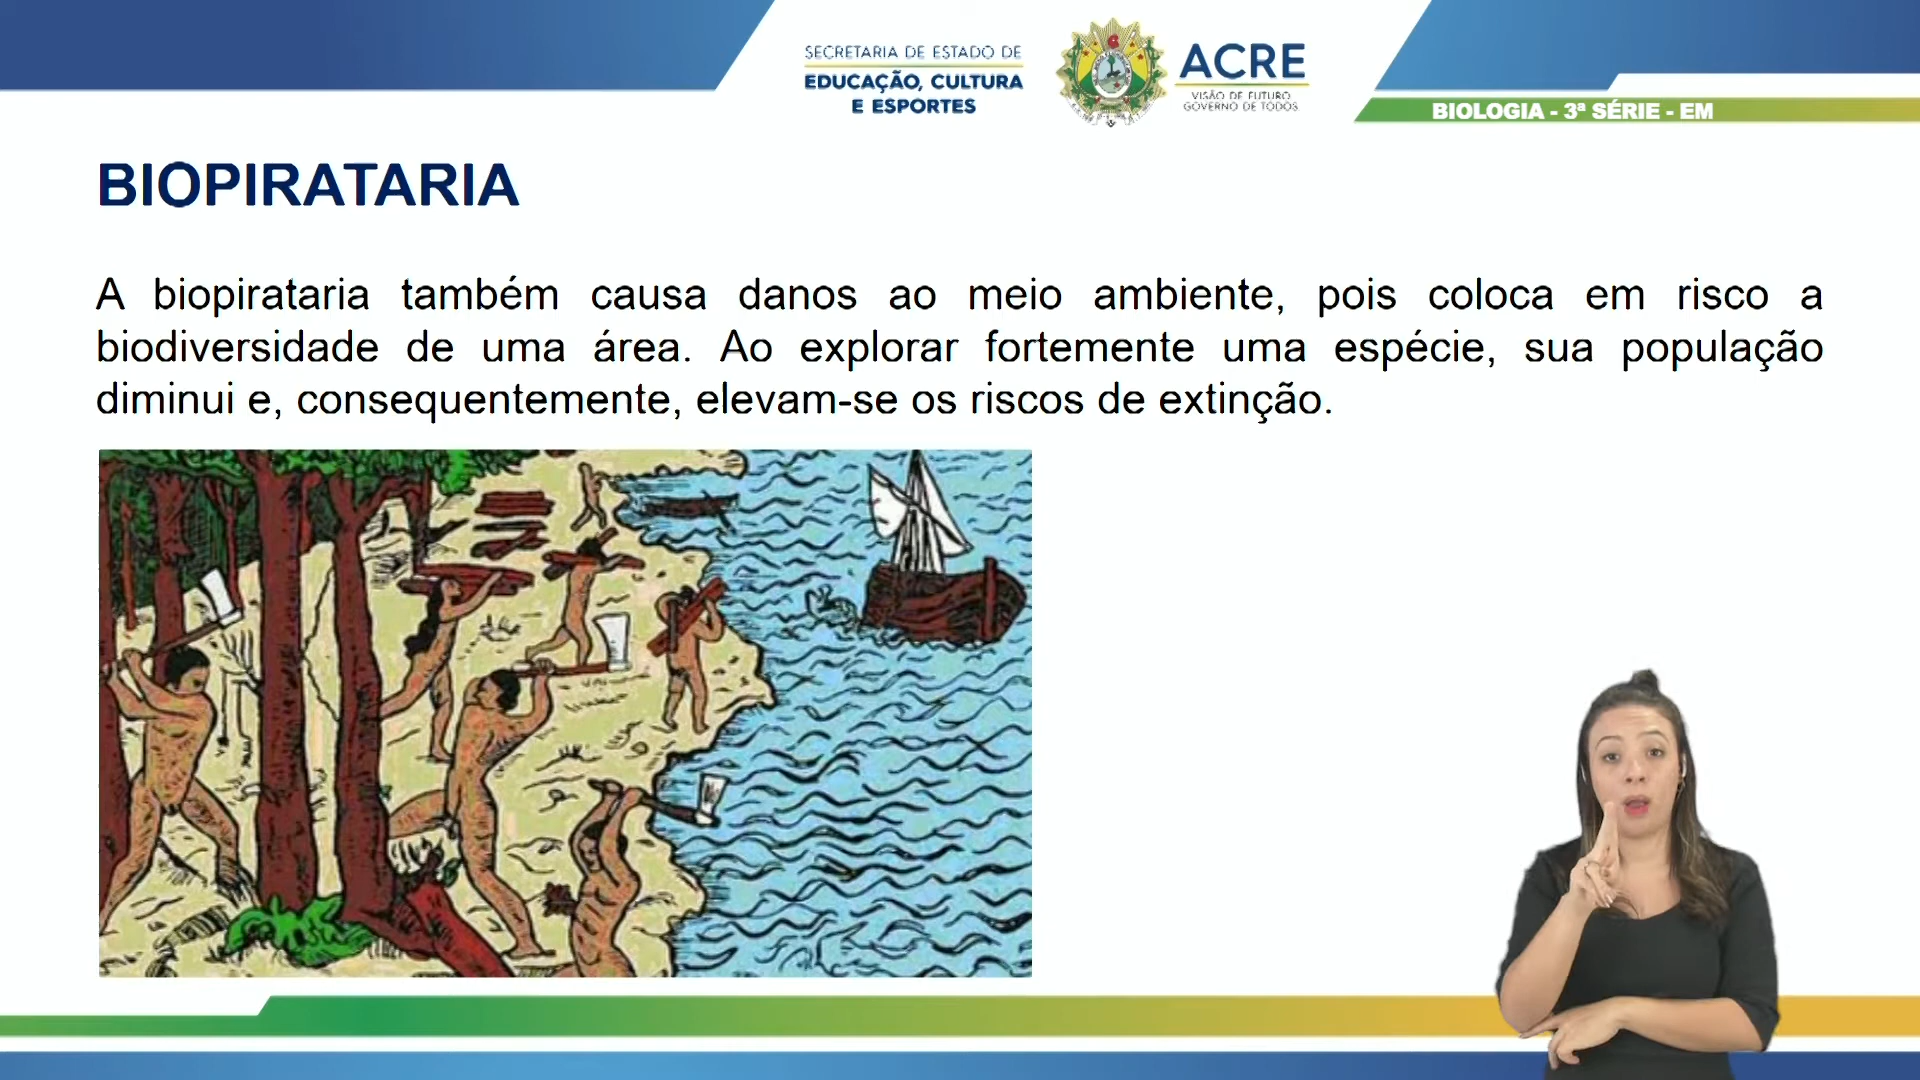 SECRETARIA DE ESTADO DE
EDUCAÇÃO, CULTURA
E ESPORTES
ACRE
VISÃO DE FUTURO
GOVERNO DE TODOS
BIOLOGIA - 3ª SÉRIE - EM
BIOPIRATARIA
A biopirataria também causa danos ao meio ambiente, pois coloca em risco a
biodiversidade de uma área. Ao explorar fortemente uma espécie, sua população
diminui e, consequentemente, elevam-se os riscos de extinção.